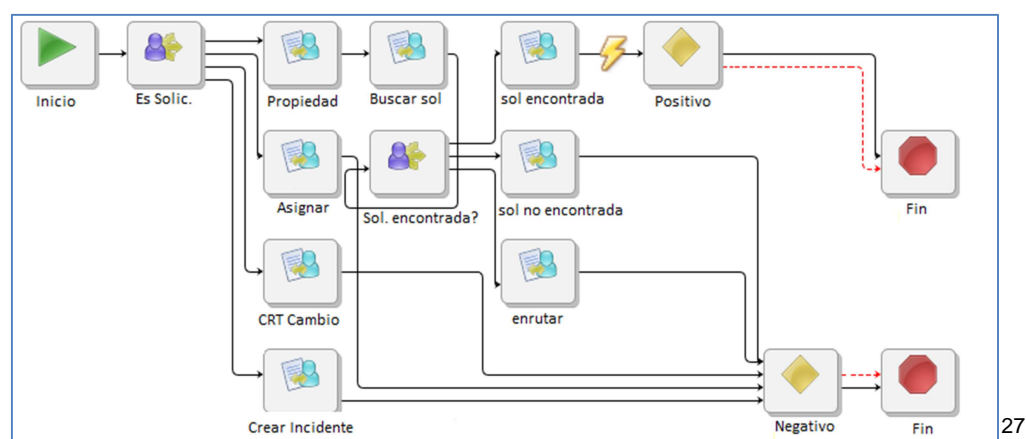 Inicio
Es Solic.
Propiedad
Buscar sol
sol encontrada
Positivo
Asignar
Sol. encontrada?
sol no encontrada
Fin
CRT Cambio
enrutar
Crear Incidente
Negativo
Fin
27